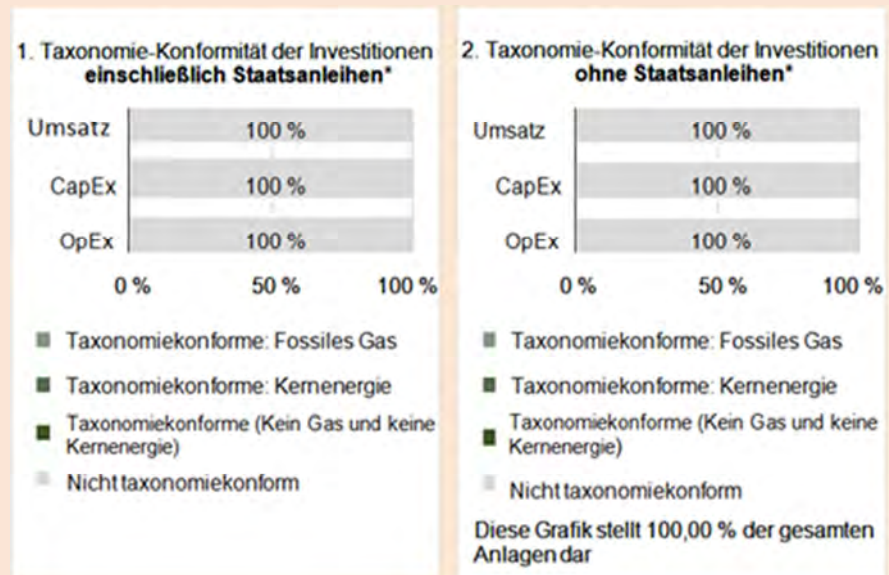 1. Taxonomie-Konformität der Investitionen
einschließlich Staatsanleihen*
Umsatz 100 %
CapEx 100 %
OpEx 100 %
0 % 50 % 100 %
Taxonomiekonforme: Fossiles Gas
Taxonomiekonforme: Kernenergie
Taxonomiekonforme (Kein Gas und keine
Kernenergie)
Nicht taxonomiekonform
2. Taxonomie-Konformität der Investitionen
ohne Staatsanleihen*
Umsatz 100 %
CapEx 100 %
OpEx 100 %
0 % 50 % 100 %
Taxonomiekonforme: Fossiles Gas
Taxonomiekonforme: Kernenergie
Taxonomiekonforme (Kein Gas und keine
Kernenergie)
Nicht taxonomiekonform
Diese Grafik stellt 100,00 % der gesamten
Anlagen dar